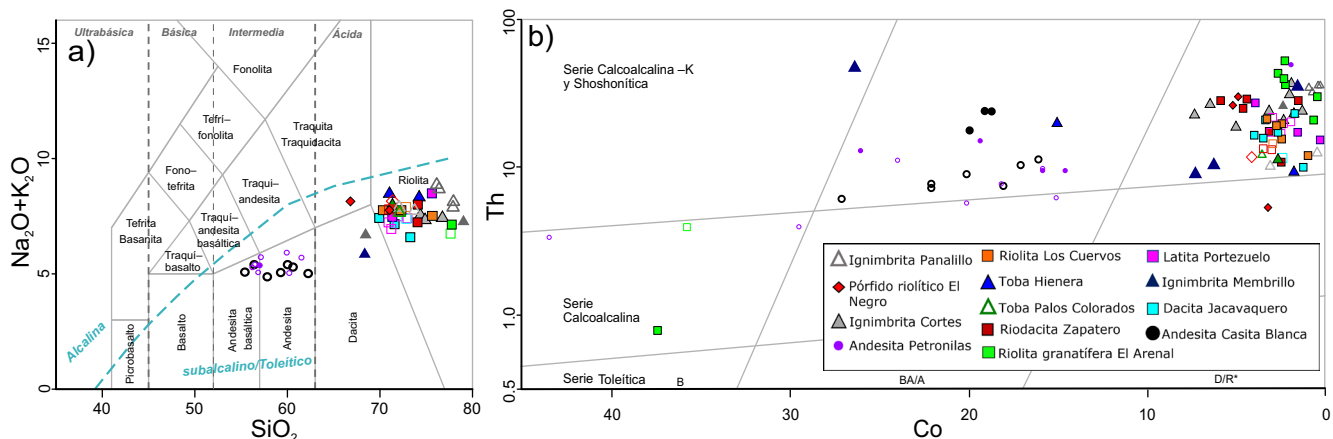 a)
Na₂O+K₂O
15
10
5
0
Ultrabásica
Básica
Intermedia
Ácida
Fonolita
Tefri-
fonolita
Traquita
Traquidacita
Fono-
tefrita
Traqui-
andesita
Riolita
Tefrita
Basanita
Traqui-
andesita
basáltica
Traqui-
basalto
Alcalina
Picrobasalto
Basalto
Andesita
basáltica
Andesita
Dacita
subalcalino/Toleítico
40
50
60
70
80
SiO₂
b)
Th
100
10
1.0
0.5
Serie Calcoalcalina –K
y Shoshonítica
Serie
Calcoalcalina
Serie Toleítica
B
BA/A
D/R*
40
30
20
10
0
Co
Ignimbrita Panalillo
Pórfido riolítico El
Negro
Ignimbrita Cortes
Andesita Petronilas
Riolita Los Cuervos
Toba Hienera
Toba Palos Colorados
Riodacita Zapatero
Riolita granatífera El Arenal
Latita Portezuelo
Ignimbrita Membrillo
Dacita Jacavaquero
Andesita Casita Blanca